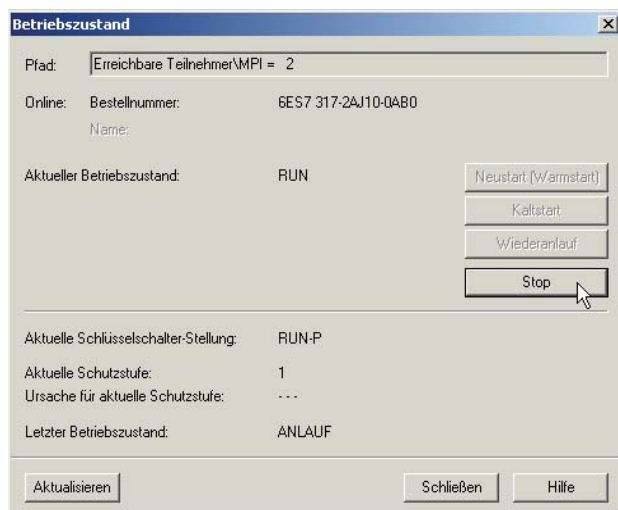 Betriebszustand
Pfad: Erreichbare Teilnehmer\MPI = 2
Online: Bestellnummer: 6ES7 317-2AJ10-0AB0
Name:
Aktueller Betriebszustand: RUN
Neustart (Warmstart)
Kaltstart
Wiederanlauf
Stop
Aktuelle Schlüsselschalter-Stellung: RUN-P
Aktuelle Schutzstufe: 1
Ursache für aktuelle Schutzstufe: ---
Letzter Betriebszustand: ANLAUF
Aktualisieren Schließen Hilfe